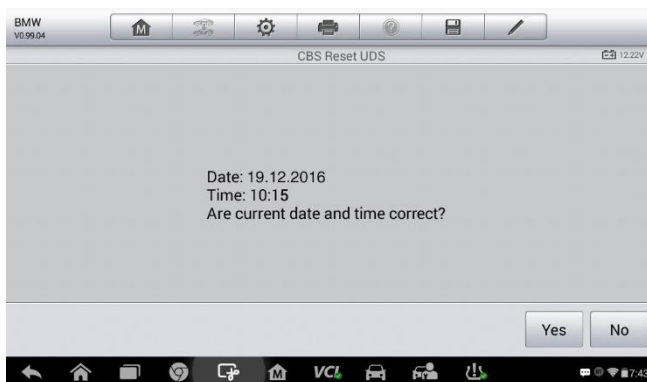 BMW
V0.99.04
M
CBS Reset UDS
12.22V
Date: 19.12.2016
Time: 10:15
Are current date and time correct?
Yes
No
M
VCI
7:43